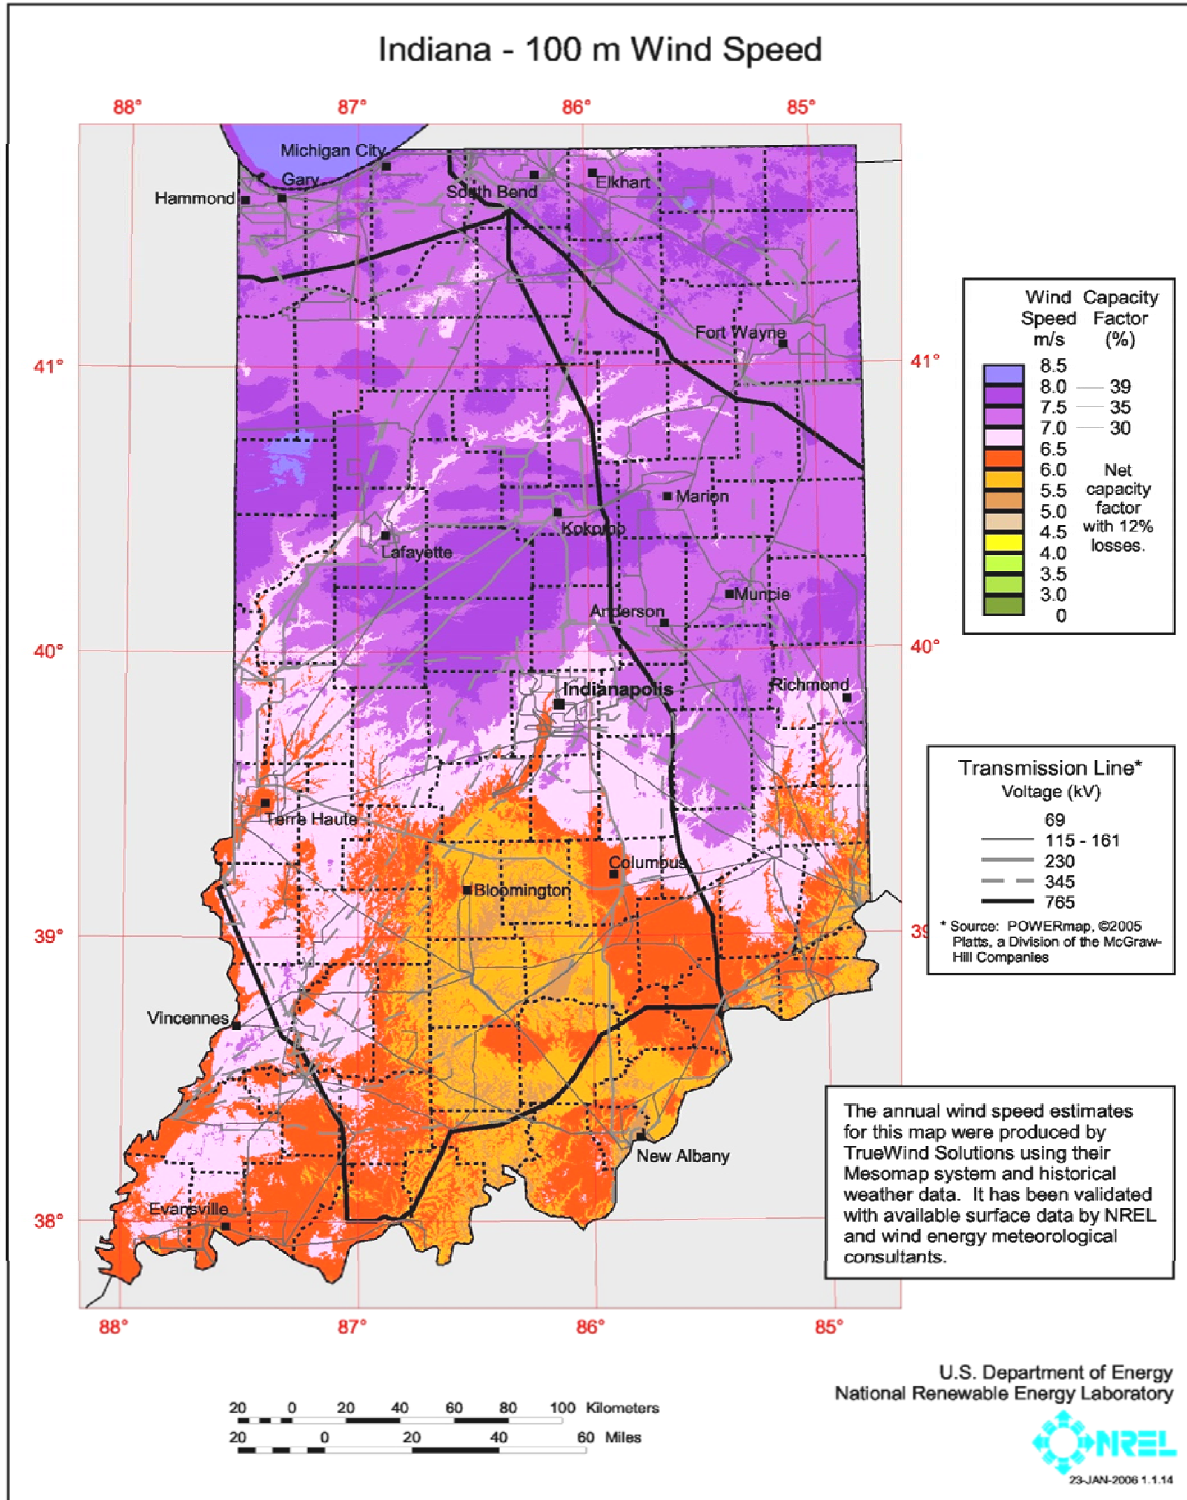 Indiana - 100 m Wind Speed
88° 87° 86° 85°
Michigan City
Gary
Hammond
South Bend
Elkhart
Fort Wayne
41° 41°
Marion
Kokomo
Lafayette
Muncie
Anderson
40° 40°
Richmond
Indianapolis
Terre Haute
Columbus
Bloomington
39° 39
Vincennes
New Albany
Evansville
38°
88° 87° 86° 85°
Wind Capacity
Speed Factor
m/s (%)
8.5
8.0 39
7.5 35
7.0 30
6.5
6.0
5.5
5.0
4.5
4.0
3.5
3.0
0
Net
capacity
factor
with 12%
losses.
Transmission Line*
Voltage (kV)
69
115 - 161
230
345
765
* Source: POWERmap, ©2005
Platts, a Division of the McGraw-
Hill Companies
The annual wind speed estimates
for this map were produced by
TrueWind Solutions using their
Mesomap system and historical
weather data. It has been validated
with available surface data by NREL
and wind energy meteorological
consultants.
U.S. Department of Energy
National Renewable Energy Laboratory
NREL
23-JAN-2006 1.1.14
20 0 20 40 60 80 100 Kilometers
20 0 20 40 60 Miles